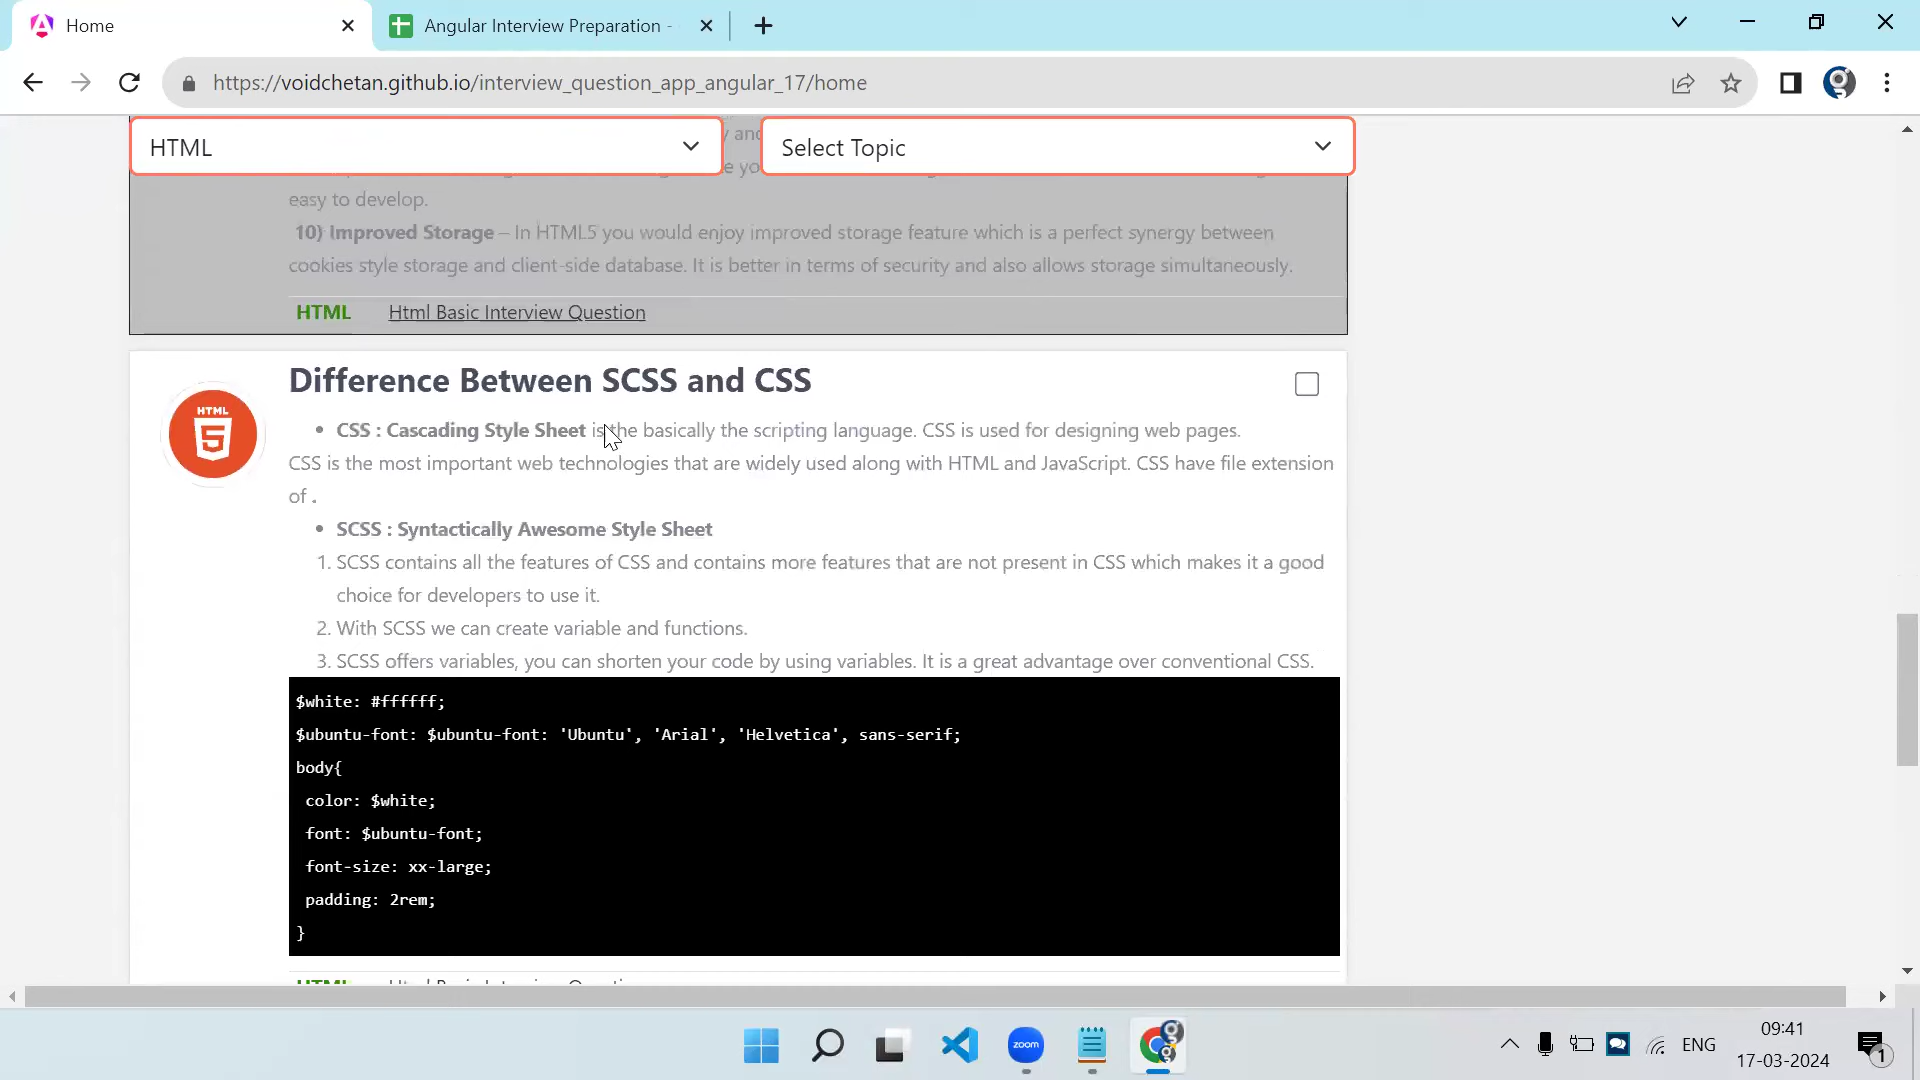 Home
Angular Interview Preparation -
https://voidchetan.github.io/interview_question_app_angular_17/home
HTML
Select Topic
easy to develop.
10) Improved Storage – In HTML5 you would enjoy improved storage feature which is a perfect synergy between
cookies style storage and client-side database. It is better in terms of security and also allows storage simultaneously.
HTML Html Basic Interview Question
Difference Between SCSS and CSS
HTML
• CSS : Cascading Style Sheet is the basically the scripting language. CSS is used for designing web pages.
CSS is the most important web technologies that are widely used along with HTML and JavaScript. CSS have file extension
of .
• SCSS : Syntactically Awesome Style Sheet
1. SCSS contains all the features of CSS and contains more features that are not present in CSS which makes it a good
choice for developers to use it.
2. With SCSS we can create variable and functions.
3. SCSS offers variables, you can shorten your code by using variables. It is a great advantage over conventional CSS.
$white: #ffffff;
$ubuntu-font: $ubuntu-font: 'Ubuntu', 'Arial', 'Helvetica', sans-serif;
body{
color: $white;
font: $ubuntu-font;
font-size: xx-large;
padding: 2rem;
}
zoom
ENG
09:41
17-03-2024
1